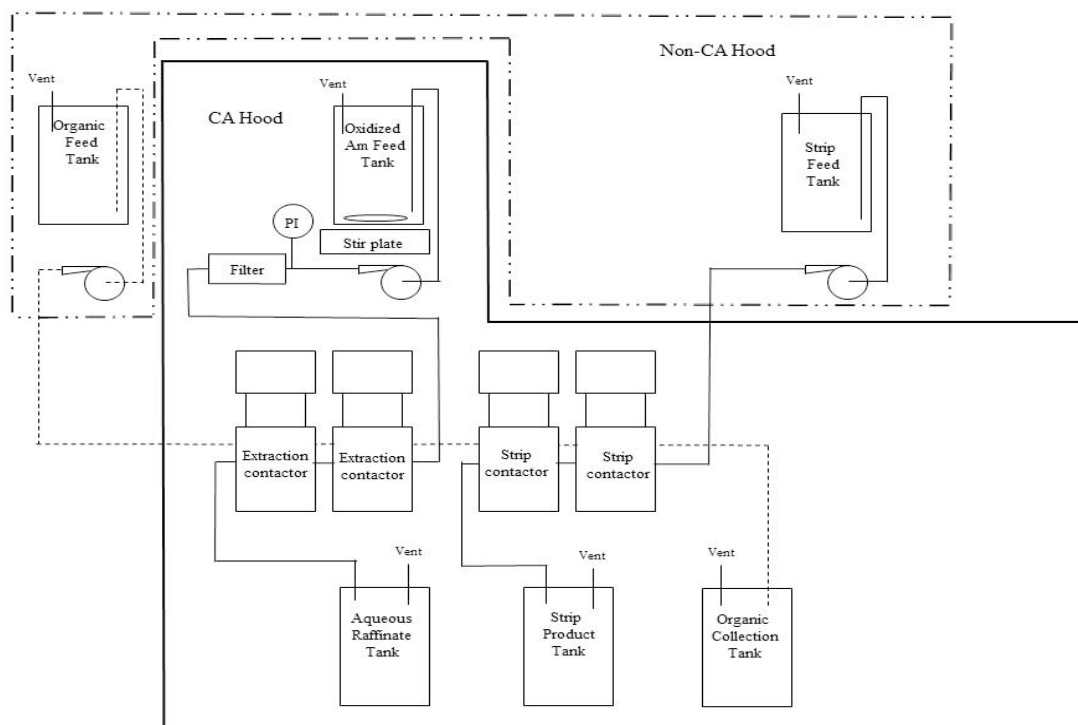 Non-CA Hood
Vent
Organic
Feed
Tank
CA Hood
Vent
Oxidized
Am Feed
Tank
Vent
Strip
Feed
Tank
PI
Stir plate
Filter
Extraction
contactor
Extraction
contactor
Strip
contactor
Strip
contactor
Vent
Aqueous
Raffinate
Tank
Vent
Strip
Product
Tank
Vent
Organic
Collection
Tank